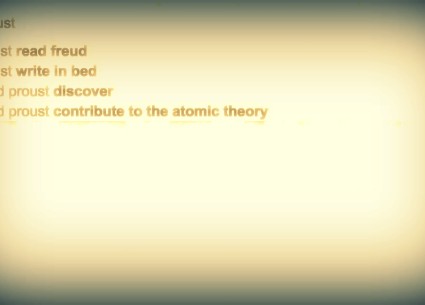 ust
st read freud
st write in bed
d proust discover
d proust contribute to the atomic theory